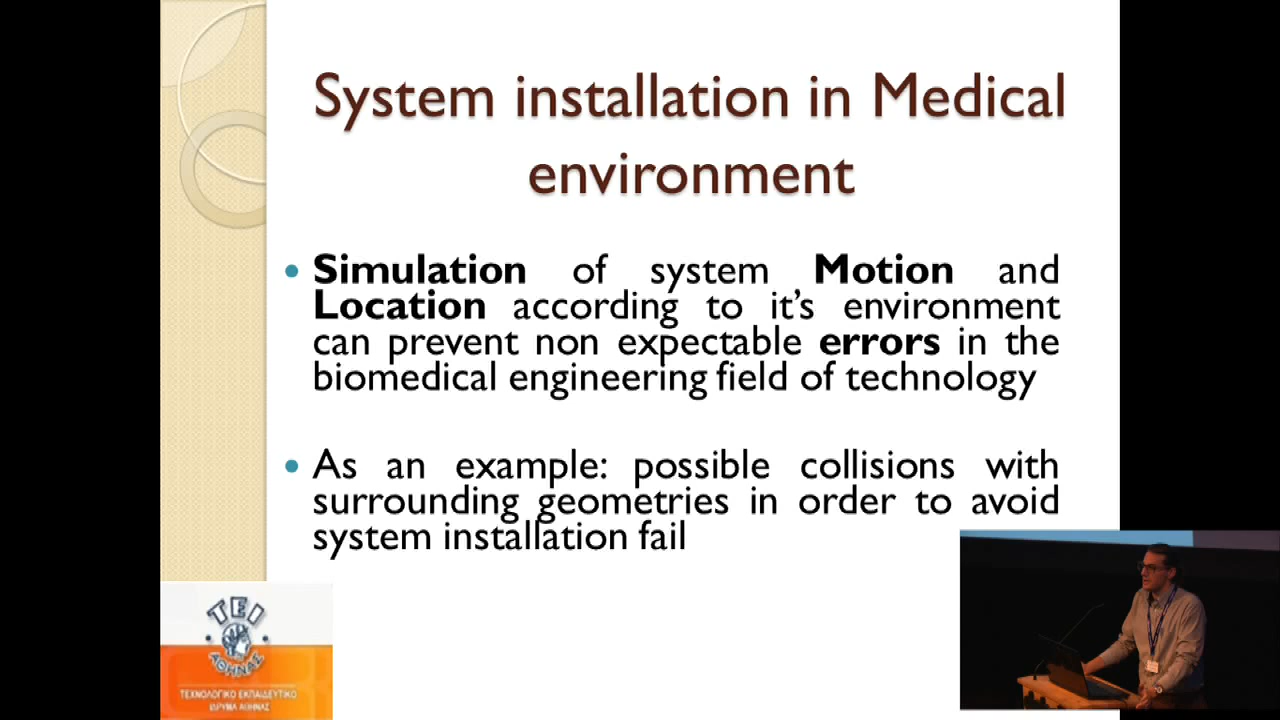 System installation in Medical
environment
• Simulation of system Motion and
Location according to it’s environment
can prevent non expectable errors in the
biomedical engineering field of technology
• As an example: possible collisions with
surrounding geometries in order to avoid
system installation fail
ΤΕΙ
ΑΘΗΝΑΣ
ΤΕΧΝΟΛΟΓΙΚΟ ΕΚΠΑΙΔΕΥΤΙΚΟ
ΙΔΡΥΜΑ ΑΘΗΝΑΣ